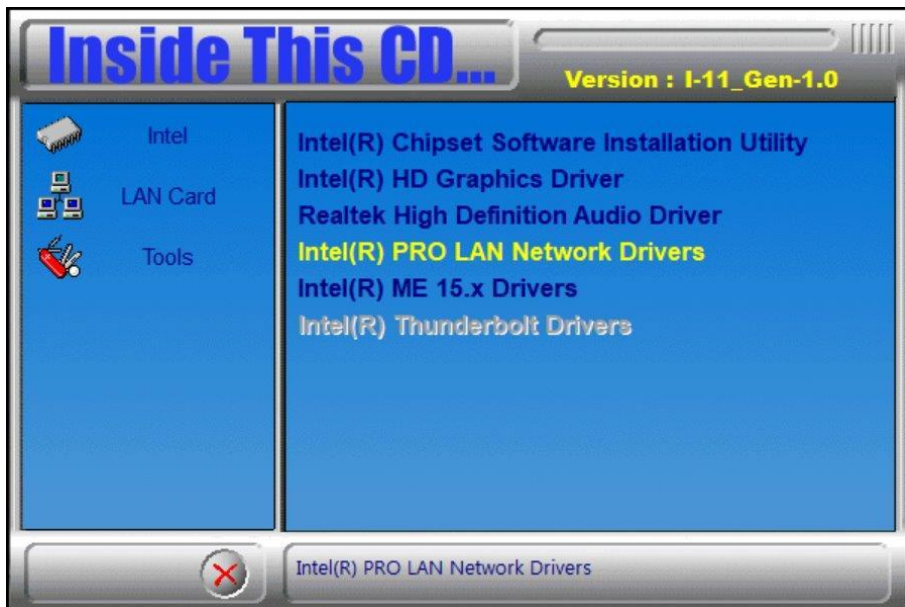 Inside This CD...
Version : I-11_Gen-1.0
Intel
LAN Card
Tools
Intel(R) Chipset Software Installation Utility
Intel(R) HD Graphics Driver
Realtek High Definition Audio Driver
Intel(R) PRO LAN Network Drivers
Intel(R) ME 15.x Drivers
Intel(R) Thunderbolt Drivers
Intel(R) PRO LAN Network Drivers